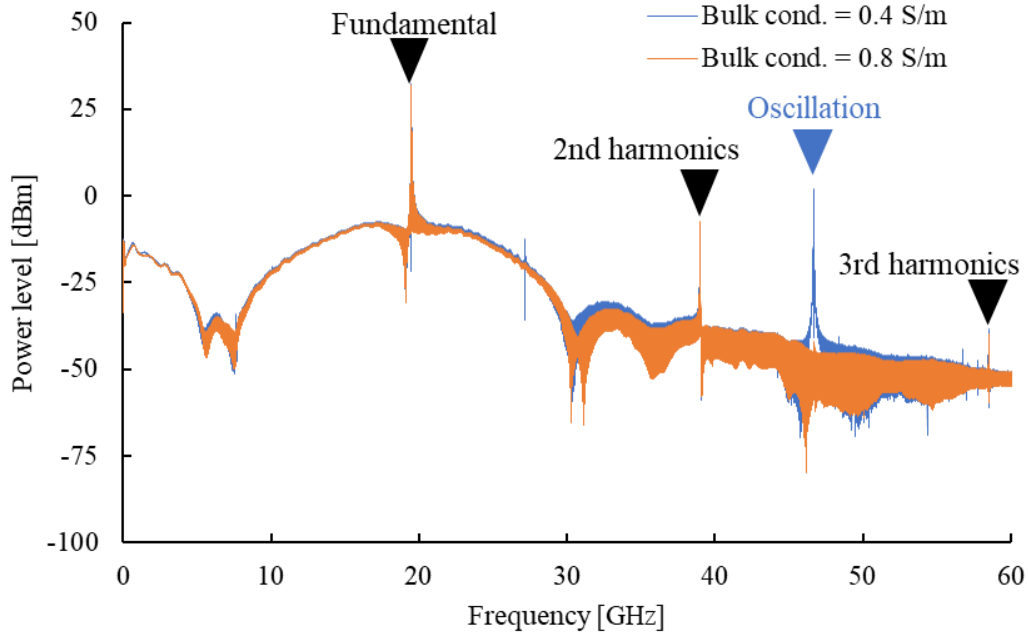 50
25
0
-25
-50
-75
-100
Power level [dBm]
0
10
20
30
40
50
60
Frequency [GHz]
Bulk cond. = 0.4 S/m
Bulk cond. = 0.8 S/m
Fundamental
2nd harmonics
Oscillation
3rd harmonics